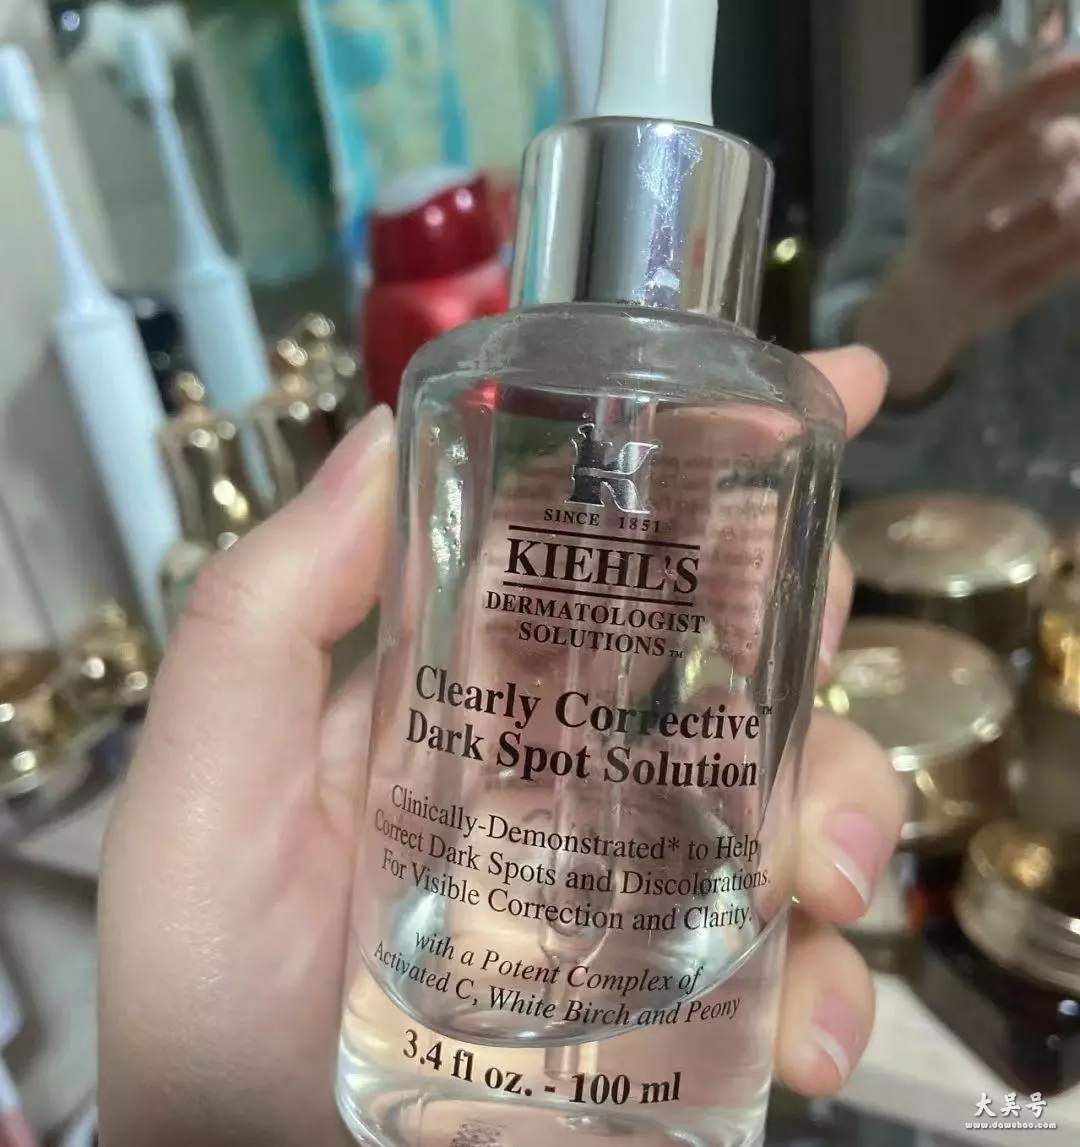 K
SINCE 1851
KIEHL'S
DERMATOLOGIST
SOLUTIONS™
Clearly Corrective™
Dark Spot Solution
Clinically-Demonstrated* to Help
Correct Dark Spots and Discolorations.
For Visible Correction and Clarity.
with a Potent Complex of
Activated C, White Birch and Peony
3.4 fl oz. - 100 ml
大吴号
www.dawuhao.com